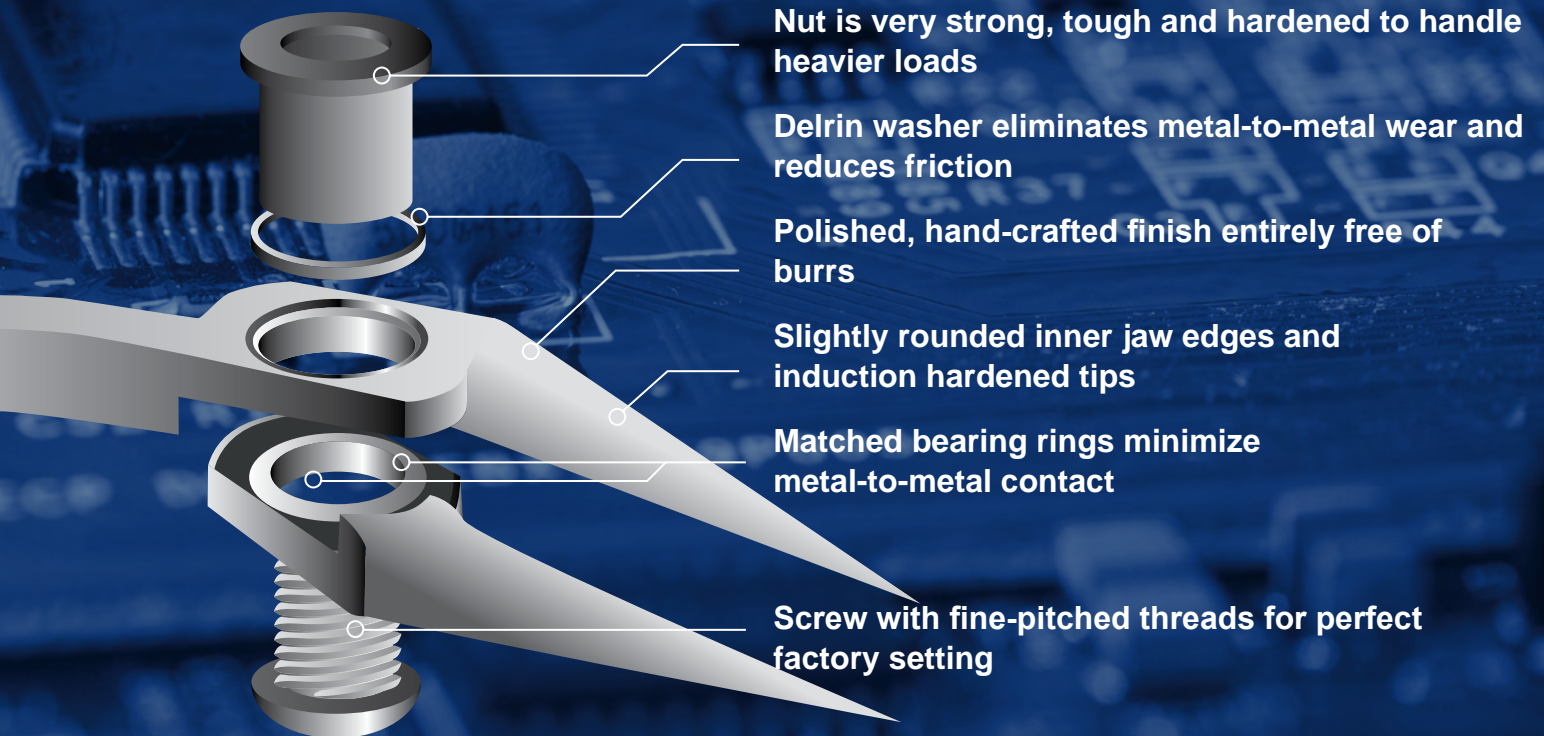 Nut is very strong, tough and hardened to handle
heavier loads
Delrin washer eliminates metal-to-metal wear and
reduces friction
Polished, hand-crafted finish entirely free of
burrs
Slightly rounded inner jaw edges and
induction hardened tips
Matched bearing rings minimize
metal-to-metal contact
Screw with fine-pitched threads for perfect
factory setting
R37